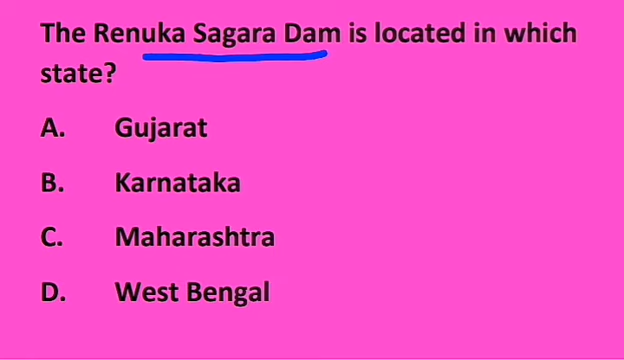 The Renuka Sagara Dam is located in which
state?
A. Gujarat
B. Karnataka
C. Maharashtra
D. West Bengal